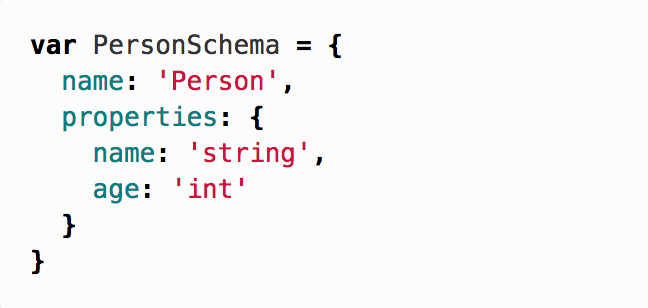 var PersonSchema = {
  name: 'Person',
  properties: {
    name: 'string',
    age: 'int'
  }
}